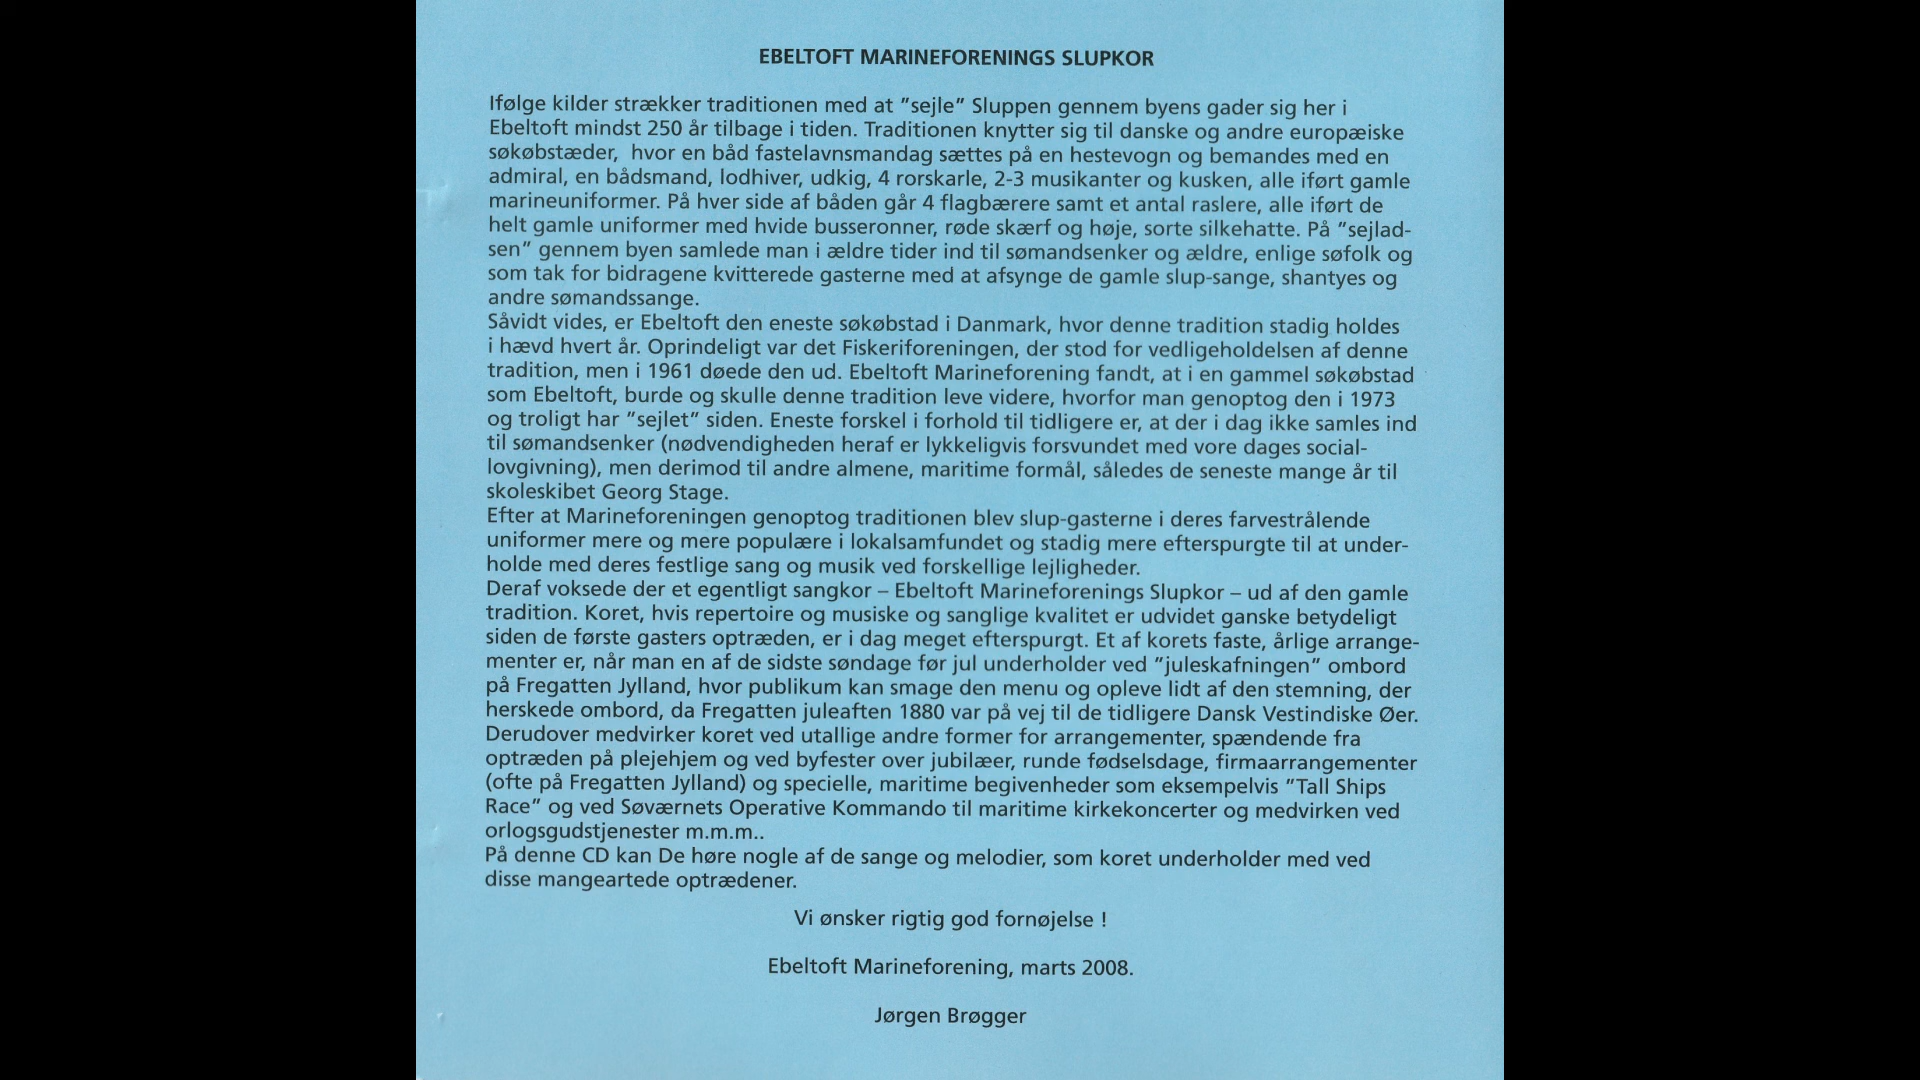 EBELTOFT MARINEFORENINGS SLUPKOR
Ifølge kilder strækker traditionen med at ”sejle” Sluppen gennem byens gader sig her i
Ebeltoft mindst 250 år tilbage i tiden. Traditionen knytter sig til danske og andre europæiske
søkøbstæder,  hvor en båd fastelavnsmandag sættes på en hestevogn og bemandes med en
admiral, en bådsmand, lodhiver, udkig, 4 rorskarle, 2-3 musikanter og kusken, alle iført gamle
marineuniformer. På hver side af båden går 4 flagbærere samt et antal raslere, alle iført de
helt gamle uniformer med hvide busseronner, røde skærf og høje, sorte silkehatte. På ”sejlad-
sen” gennem byen samlede man i ældre tider ind til sømandsenker og ældre, enlige søfolk og
som tak for bidragene kvitterede gasterne med at afsynge de gamle slup-sange, shantyes og
andre sømandssange.
Såvidt vides, er Ebeltoft den eneste søkøbstad i Danmark, hvor denne tradition stadig holdes
i hævd hvert år. Oprindeligt var det Fiskeriforeningen, der stod for vedligeholdelsen af denne
tradition, men i 1961 døede den ud. Ebeltoft Marineforening fandt, at i en gammel søkøbstad
som Ebeltoft, burde og skulle denne tradition leve videre, hvorfor man genoptog den i 1973
og troligt har ”sejlet” siden. Eneste forskel i forhold til tidligere er, at der i dag ikke samles ind
til sømandsenker (nødvendigheden heraf er lykkeligvis forsvundet med vore dages social-
lovgivning), men derimod til andre almene, maritime formål, således de seneste mange år til
skoleskibet Georg Stage.
Efter at Marineforeningen genoptog traditionen blev slup-gasterne i deres farvestrålende
uniformer mere og mere populære i lokalsamfundet og stadig mere efterspurgte til at under-
holde med deres festlige sang og musik ved forskellige lejligheder.
Deraf voksede der et egentligt sangkor – Ebeltoft Marineforenings Slupkor – ud af den gamle
tradition. Koret, hvis repertoire og musiske og sanglige kvalitet er udvidet ganske betydeligt
siden de første gasters optræden, er i dag meget efterspurgt. Et af korets faste, årlige arrange-
menter er, når man en af de sidste søndage før jul underholder ved ”juleskafningen” ombord
på Fregatten Jylland, hvor publikum kan smage den menu og opleve lidt af den stemning, der
herskede ombord, da Fregatten juleaften 1880 var på vej til de tidligere Dansk Vestindiske Øer.
Derudover medvirker koret ved utallige andre former for arrangementer, spændende fra
optræden på plejehjem og ved byfester over jubilæer, runde fødselsdage, firmaarrangementer
(ofte på Fregatten Jylland) og specielle, maritime begivenheder som eksempelvis ”Tall Ships
Race” og ved Søværnets Operative Kommando til maritime kirkekoncerter og medvirken ved
orlogsgudstjenester m.m.m..
På denne CD kan De høre nogle af de sange og melodier, som koret underholder med ved
disse mangeartede optrædener.
Vi ønsker rigtig god fornøjelse !
Ebeltoft Marineforening, marts 2008.
Jørgen Brøgger